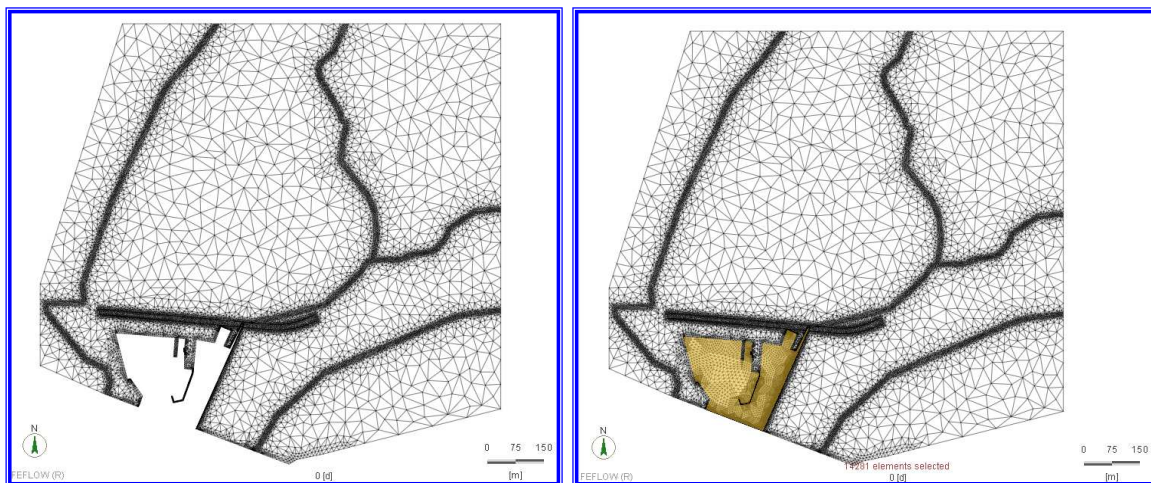 N
0 75 150
FEFLOW (R)
0 [d]
[m]
N
14281 elements selected
0 75 150
FEFLOW (R)
0 [d]
[m]